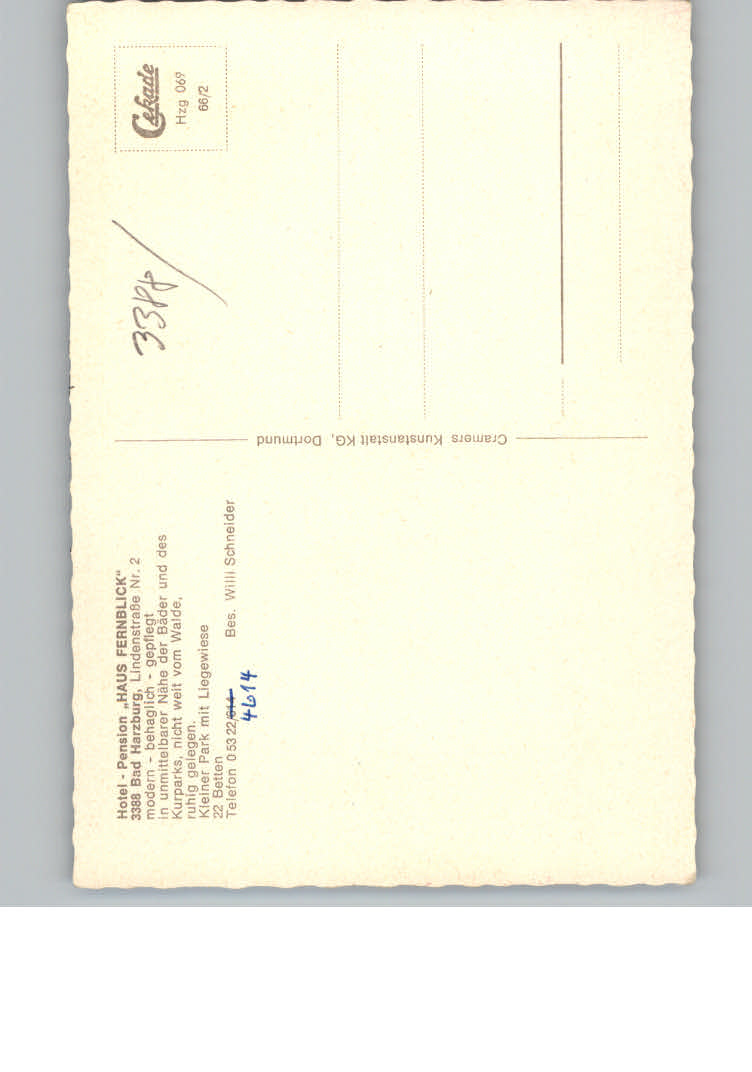 Hotel - Pension „HAUS FERNBLICK“
3388 Bad Harzburg, Lindenstraße Nr. 2
modern - behaglich - gepflegt
in unmittelbarer Nähe der Bäder und des
Kurparks, nicht weit vom Walde,
ruhig gelegen.
Kleiner Park mit Liegewiese
22 Betten
Telefon 0 53 22/814 Bes. Willi Schneider
4614
Cramers Kunstanstalt KG, Dortmund
3388
Cekade
Hzg 069
66/2